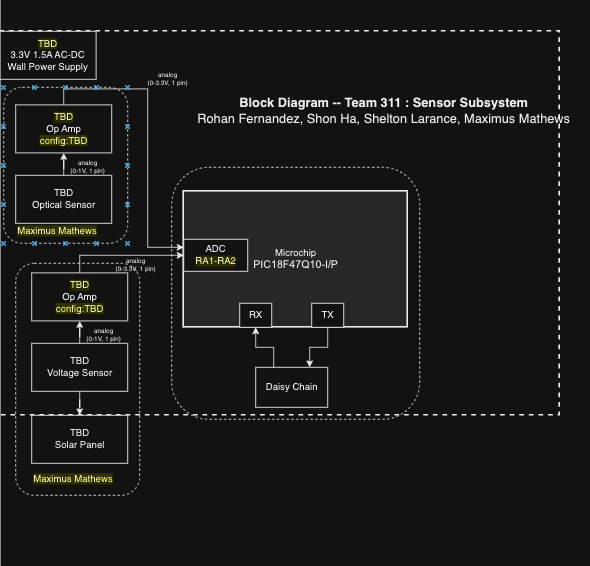 TBD
3.3V 1.5A AC-DC
Wall Power Supply
analog
(0-3.3V, 1 pin)
Block Diagram -- Team 311 : Sensor Subsystem
Rohan Fernandez, Shon Ha, Shelton Larance, Maximus Mathews
TBD
Op Amp
config:TBD
analog
(0-1V, 1 pin)
TBD
Optical Sensor
Maximus Mathews
ADC
RA1-RA2
Microchip
PIC18F47Q10-I/P
analog
(0-3.3V, 1 pin)
TBD
Op Amp
config:TBD
RX
TX
analog
(0-1V, 1 pin)
TBD
Voltage Sensor
Daisy Chain
TBD
Solar Panel
Maximus Mathews